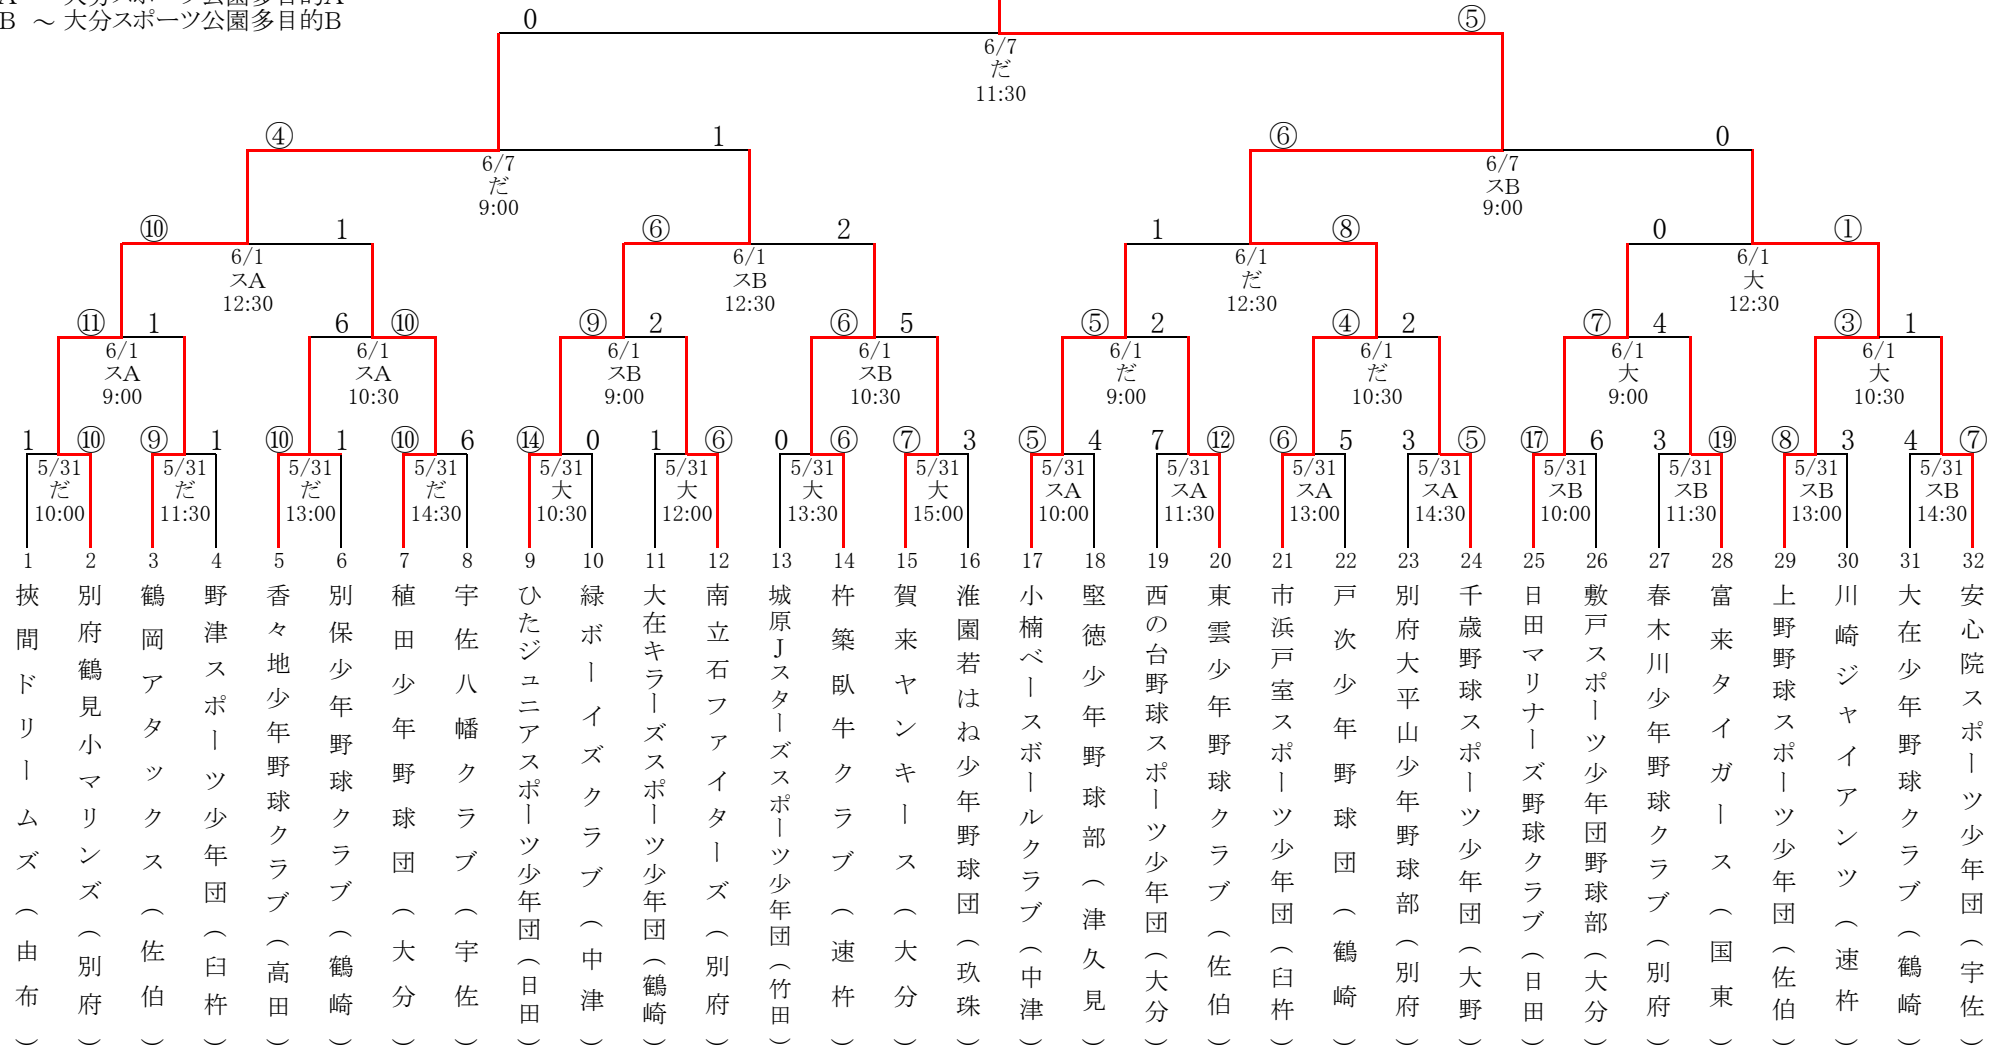 B ～ 大分スポーツ公園多目的B
0 ⑤
6/7
だ
11:30
④ 1 ⑥ 0
6/7 6/7
だ スB
9:00 9:00
⑩ 1 ⑥ 2 1 ⑧ 0 ①
6/1 6/1 6/1 6/1
スA スB だ 大
12:30 12:30 12:30 12:30
⑪ 1 6 ⑩ ⑨ 2 ⑥ 5 ⑤ 2 ④ 2 ⑦ 4 ③ 1
6/1 6/1 6/1 6/1 6/1 6/1 6/1 6/1
スA スA スB スB だ だ 大 大
9:00 10:30 9:00 10:30 9:00 10:30 9:00 10:30
1 ⑩ ⑨ 1 ⑩ 1 ⑩ 6 ⑭ 0 1 ⑥ 0 ⑥ ⑦ 3 ⑤ 4 7 ⑫ ⑥ 5 3 ⑤ ⑰ 6 3 ⑲ ⑧ 3 4 ⑦
5/31 5/31 5/31 5/31 5/31 5/31 5/31 5/31 5/31 5/31 5/31 5/31 5/31 5/31 5/31 5/31
だ だ だ だ 大 大 大 大 スA スA スA スA スB スB スB スB
10:00 11:30 13:00 14:30 10:30 12:00 13:30 15:00 10:00 11:30 13:00 14:30 10:00 11:30 13:00 14:30
1 2 3 4 5 6 7 8 9 10 11 12 13 14 15 16 17 18 19 20 21 22 23 24 25 26 27 28 29 30 31 32
挾間ドリームズ（由布）
別府鶴見小マリンズ（別府）
鶴岡アタックス（佐伯）
野津スポーツ少年団（臼杵）
香々地少年野球クラブ（高田）
別保少年野球クラブ（鶴崎）
稙田少年野球団（大分）
宇佐八幡クラブ（宇佐）
ひたジュニアスポーツ少年団（日田）
緑ボーイズクラブ（中津）
大在キラーズスポーツ少年団（鶴崎）
南立石ファイターズ（別府）
城原Jスターズスポーツ少年団（竹田）
杵築臥牛クラブ（速杵）
賀来ヤンキース（大分）
淮園若はね少年野球団（玖珠）
小楠ベースボールクラブ（中津）
堅徳少年野球部（津久見）
西の台野球スポーツ少年団（大分）
東雲少年野球クラブ（佐伯）
市浜戸室スポーツ少年団（臼杵）
戸次少年野球団（鶴崎）
別府大平山少年野球部（別府）
千歳野球スポーツ少年団（大野）
日田マリナーズ野球クラブ（日田）
敷戸スポーツ少年団野球部（大分）
春木川少年野球クラブ（別府）
富来タイガース（国東）
上野野球スポーツ少年団（佐伯）
川崎ジャイアンツ（速杵）
大在少年野球クラブ（鶴崎）
安心院スポーツ少年団（宇佐）